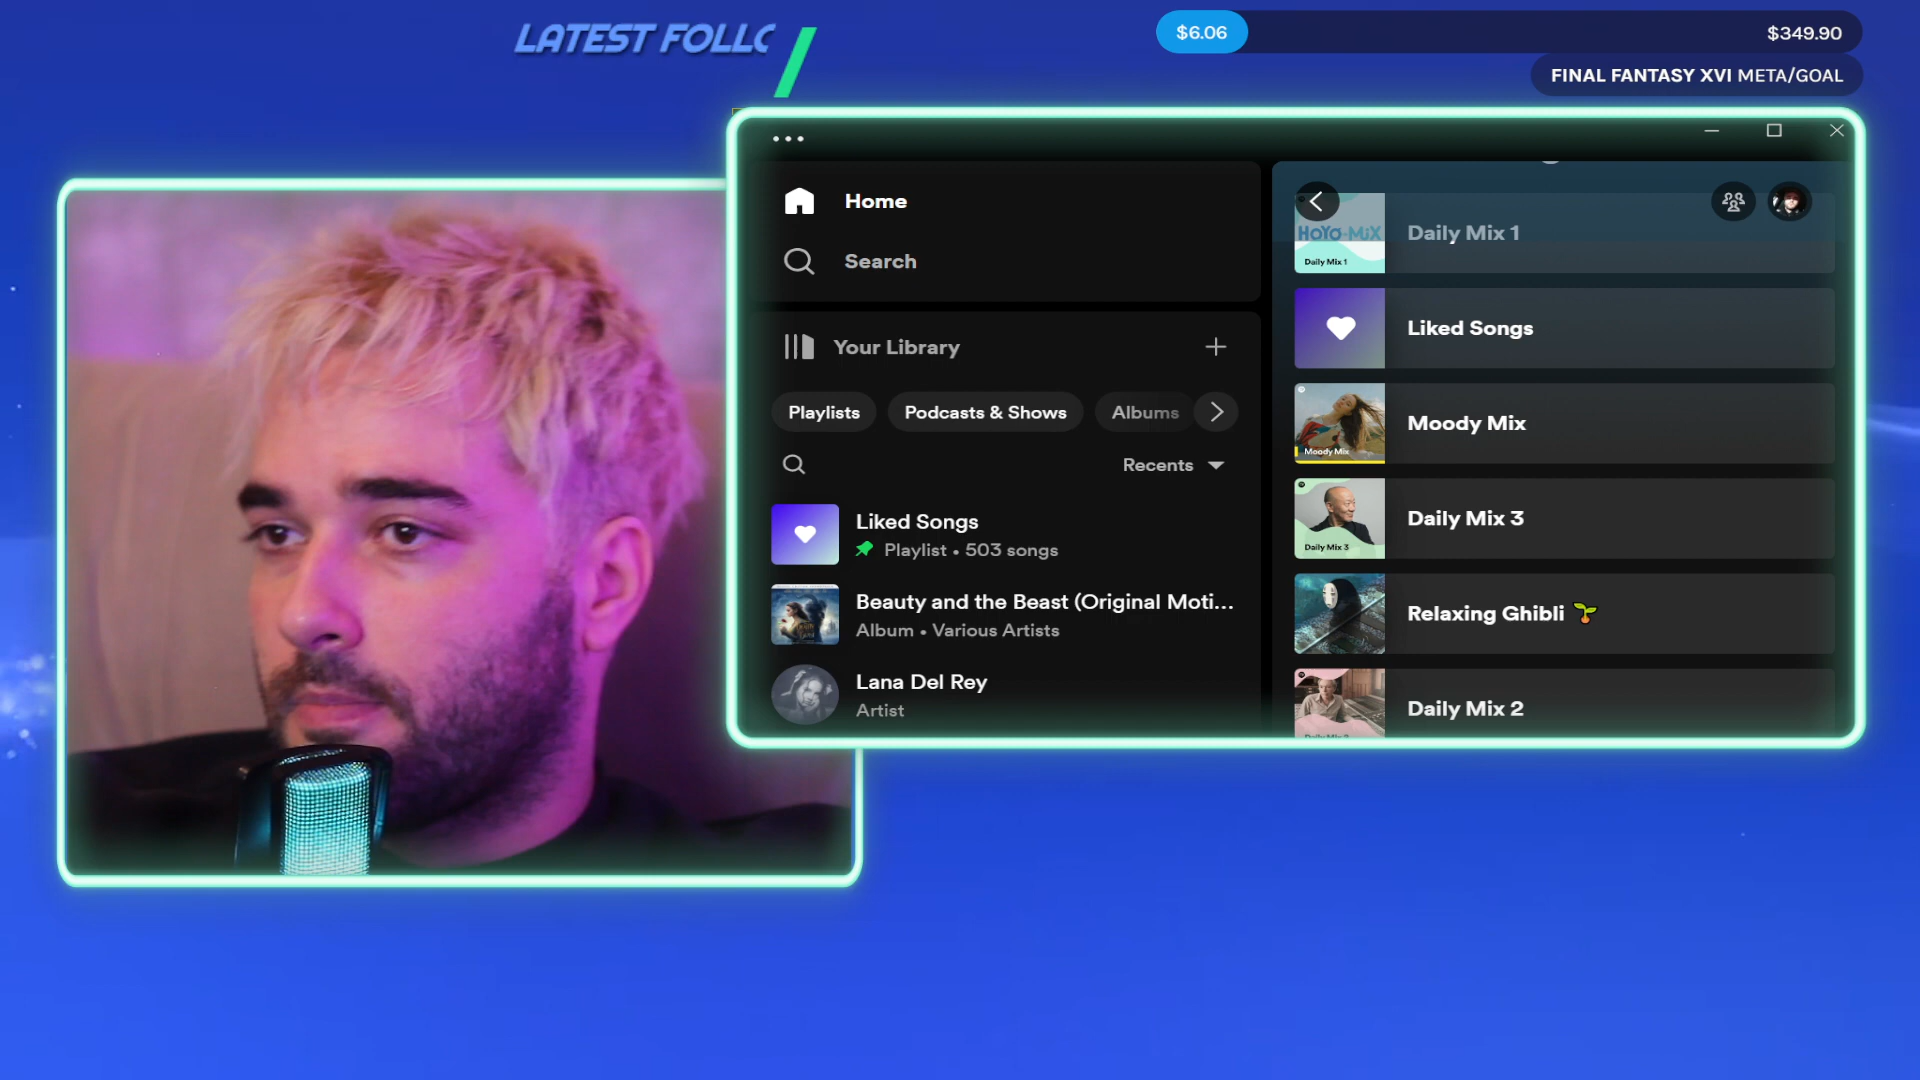 LATEST FOLLC
$6.06
$349.90
FINAL FANTASY XVI META/GOAL
Home
Search
Your Library
Playlists
Podcasts & Shows
Albums
Recents
Liked Songs
Playlist • 503 songs
Beauty and the Beast (Original Moti...
Album • Various Artists
Lana Del Rey
Artist
HOYO-MiX
Daily Mix 1
Daily Mix 1
Liked Songs
Moody Mix
Moody Mix
Daily Mix 3
Daily Mix 3
Relaxing Ghibli
Daily Mix 2
Daily Mix 2